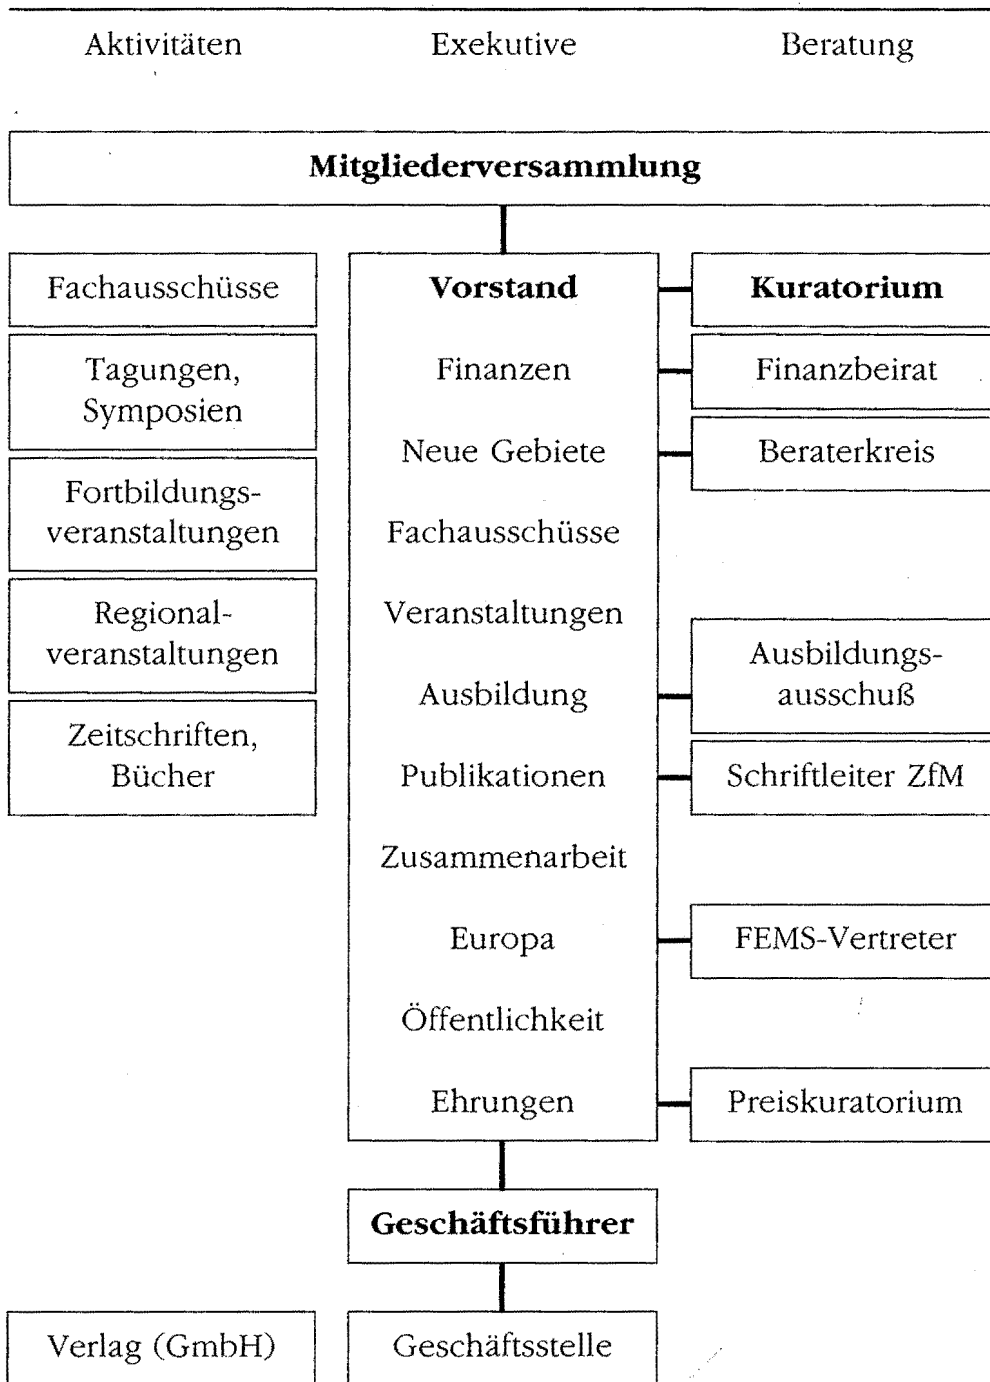 Aktivitäten
Exekutive
Beratung
Mitgliederversammlung
Fachausschüsse
Tagungen,
Symposien
Fortbildungs-
veranstaltungen
Regional-
veranstaltungen
Zeitschriften,
Bücher
Vorstand
Finanzen
Neue Gebiete
Fachausschüsse
Veranstaltungen
Ausbildung
Publikationen
Zusammenarbeit
Europa
Öffentlichkeit
Ehrungen
Kuratorium
Finanzbeirat
Beraterkreis
Ausbildungs-
ausschuß
Schriftleiter ZfM
FEMS-Vertreter
Preiskuratorium
Geschäftsführer
Verlag (GmbH)
Geschäftsstelle